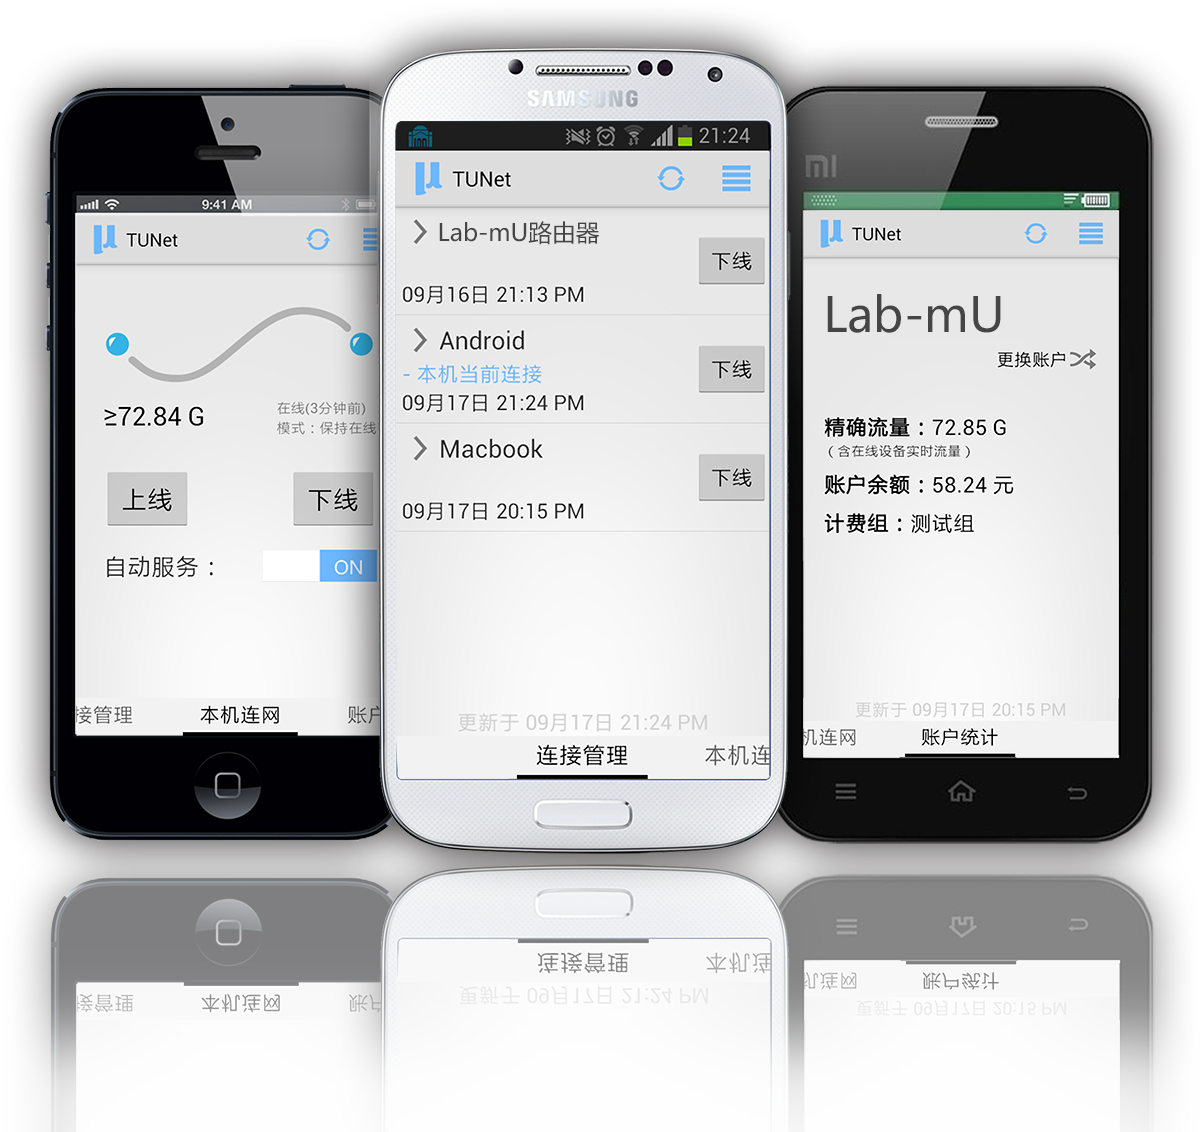 9:41 AM
TUNet
≥72.84 G
在线(3分钟前)
模式：保持在线
上线
下线
自动服务：
ON
接管理
本机连网
账户
SAMSUNG
21:24
TUNet
Lab-mU路由器
下线
09月16日 21:13 PM
Android
- 本机当前连接
下线
09月17日 21:24 PM
Macbook
下线
09月17日 20:15 PM
更新于 09月17日 21:24 PM
连接管理
本机连
MI
TUNet
Lab-mU
更换账户
精确流量：72.85 G
（含在线设备实时流量）
账户余额：58.24 元
计费组：测试组
更新于 09月17日 20:15 PM
机连网
账户统计